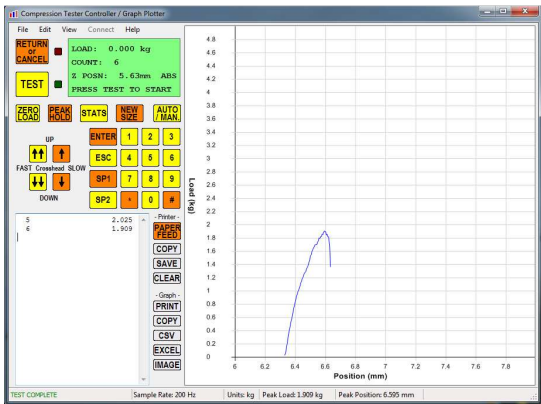 Compression Tester Controller / Graph Plotter
File Edit View Connect Help
RETURN or CANCEL
LOAD: 0.000 kg
COUNT: 6
Z POSN: 5.63mm ABS
PRESS TEST TO START
TEST
ZERO LOAD
PEAK HOLD
STATS
NEW SIZE
AUTO / MAN.
UP
FAST Crosshead SLOW
DOWN
ENTER 1 2 3
ESC 4 5 6
SP1 7 8 9
SP2 * 0 #
5 2.025
6 1.909
- Printer -
PAPER FEED
COPY
SAVE
CLEAR
- Graph -
PRINT
COPY
CSV
EXCEL
IMAGE
Load (kg)
4.8
4.6
4.4
4.2
4
3.8
3.6
3.4
3.2
3
2.8
2.6
2.4
2.2
2
1.8
1.6
1.4
1.2
1
0.8
0.6
0.4
0.2
0
6 6.2 6.4 6.6 6.8 7 7.2 7.4 7.6 7.8
Position (mm)
TEST COMPLETE Sample Rate: 200 Hz Units: kg Peak Load: 1.909 kg Peak Position: 6.595 mm